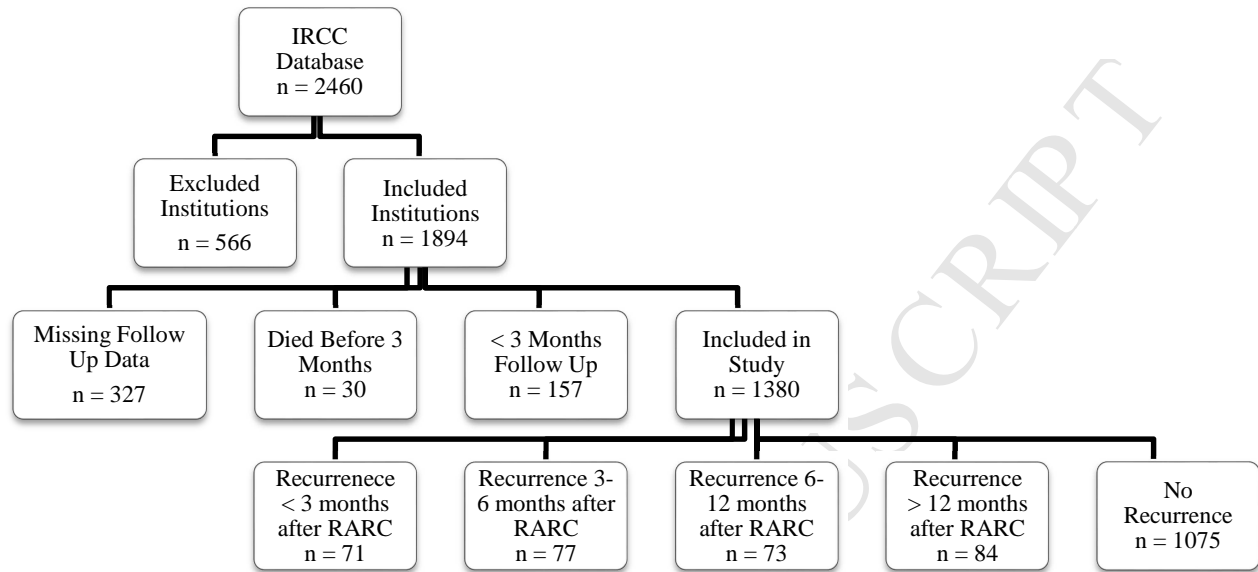 IRCC
Database
n = 2460
Excluded
Institutions
n = 566
Included
Institutions
n = 1894
Missing Follow
Up Data
n = 327
Died Before 3
Months
n = 30
< 3 Months
Follow Up
n = 157
Included in
Study
n = 1380
Recurrenece
< 3 months
after RARC
n = 71
Recurrence 3-
6 months after
RARC
n = 77
Recurrence 6-
12 months
after RARC
n = 73
Recurrence
> 12 months
after RARC
n = 84
No
Recurrence
n = 1075
USCRIPT